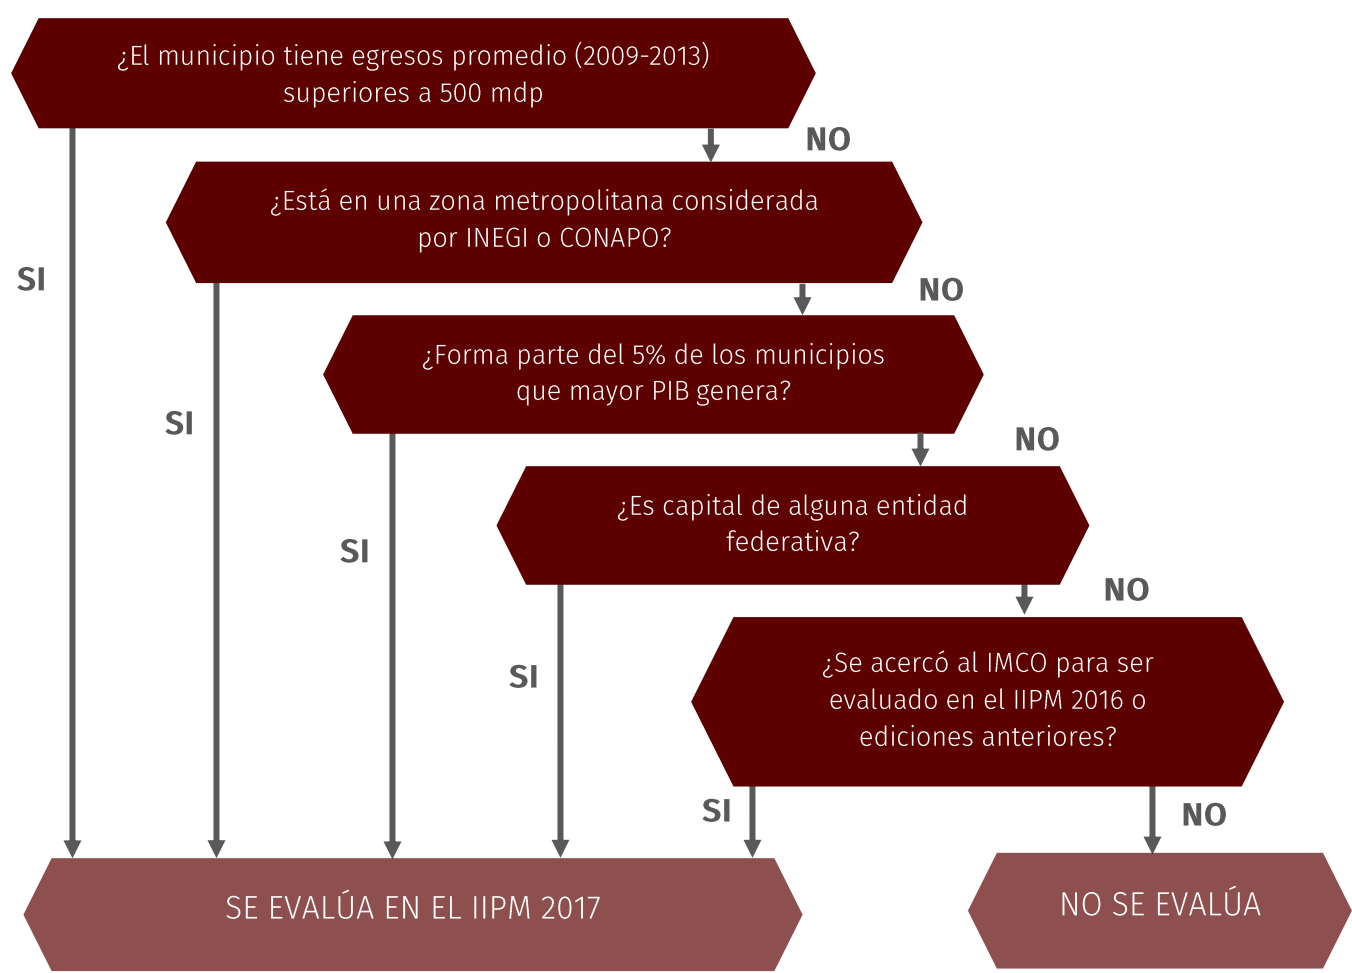 ¿El municipio tiene egresos promedio (2009-2013)
superiores a 500 mdp
NO
¿Está en una zona metropolitana considerada
por INEGI o CONAPO?
SI
NO
¿Forma parte del 5% de los municipios
que mayor PIB genera?
SI
NO
¿Es capital de alguna entidad
federativa?
SI
NO
¿Se acercó al IMCO para ser
evaluado en el IIPM 2016 o
ediciones anteriores?
SI
SI
NO
SE EVALÚA EN EL IIPM 2017
NO SE EVALÚA